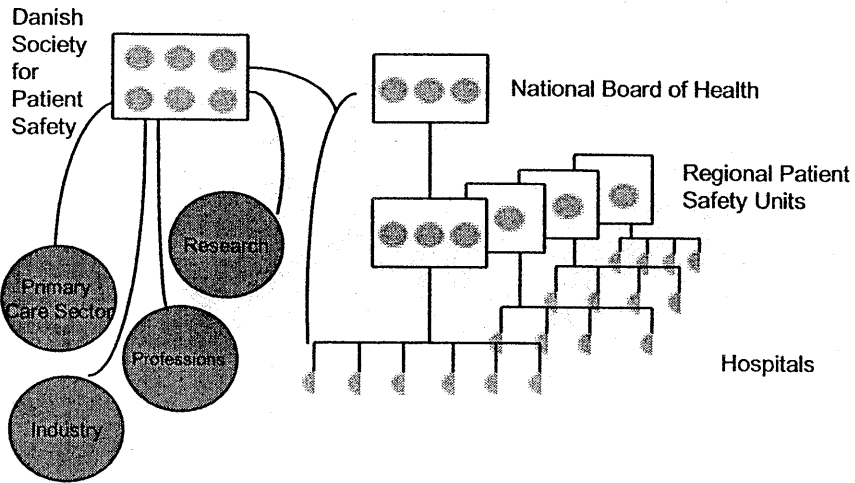 Danish
Society
for
Patient
Safety
National Board of Health
Regional Patient
Safety Units
Research
Primary
Care Sector
Professions
Industry
Hospitals